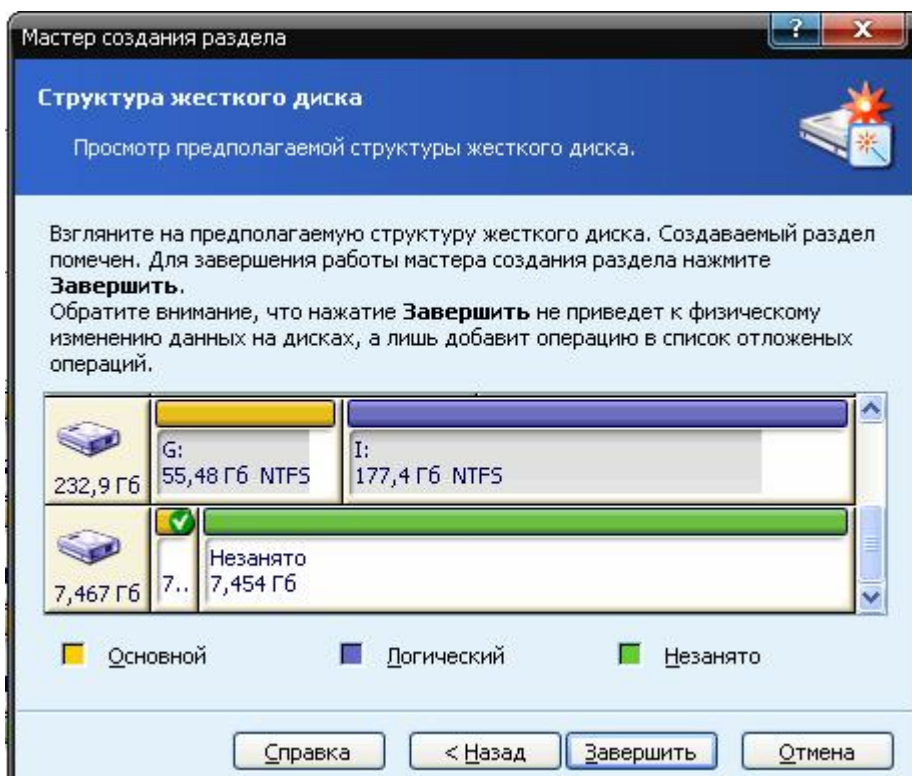 Мастер создания раздела
?
X
Структура жесткого диска
Просмотр предполагаемой структуры жесткого диска.
Взгляните на предполагаемую структуру жесткого диска. Создаваемый раздел
помечен. Для завершения работы мастера создания раздела нажмите
Завершить.
Обратите внимание, что нажатие Завершить не приведет к физическому
изменению данных на дисках, а лишь добавит операцию в список отложеных
операций.
232,9 Гб
G:
55,48 Гб NTFS
I:
177,4 Гб NTFS
7,467 Гб
7..
Незанято
7,454 Гб
Основной
Логический
Незанято
Справка
< Назад
Завершить
Отмена